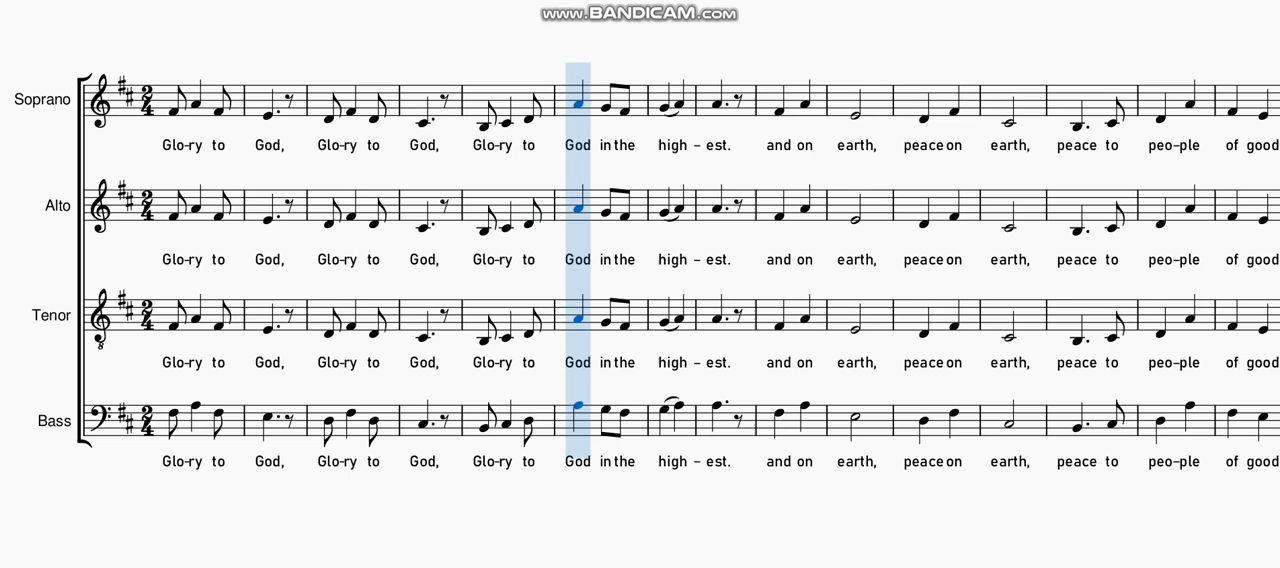 www.BANDICAM.com
Soprano
Glo-ry to God, Glo-ry to God, Glo-ry to God in the high - est. and on earth, peace on earth, peace to peo-ple of good
Alto
Glo-ry to God, Glo-ry to God, Glo-ry to God in the high - est. and on earth, peace on earth, peace to peo-ple of good
Tenor
Glo-ry to God, Glo-ry to God, Glo-ry to God in the high - est. and on earth, peace on earth, peace to peo-ple of good
Bass
Glo-ry to God, Glo-ry to God, Glo-ry to God in the high - est. and on earth, peace on earth, peace to peo-ple of good